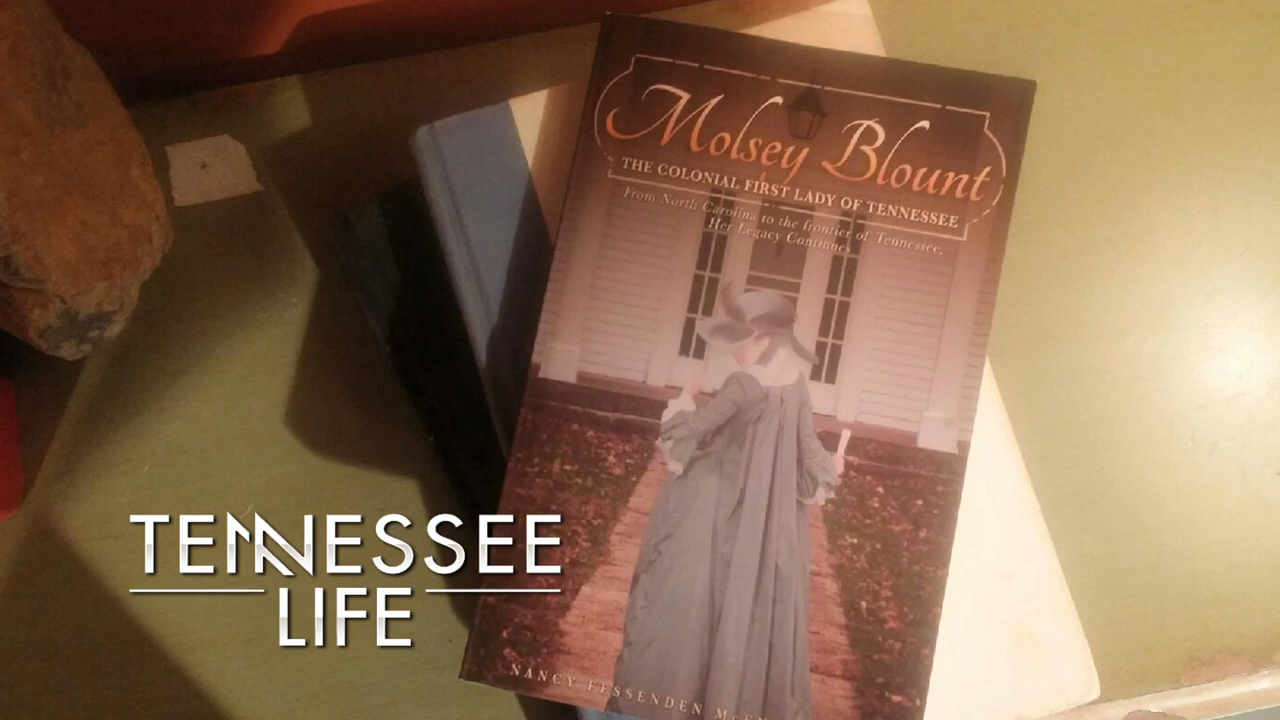 Molsey Blount
THE COLONIAL FIRST LADY OF TENNESSEE
From North Carolina to the frontier of Tennessee,
Her Legacy Continues
NANCY FESSENDEN
TENNESSEE
LIFE